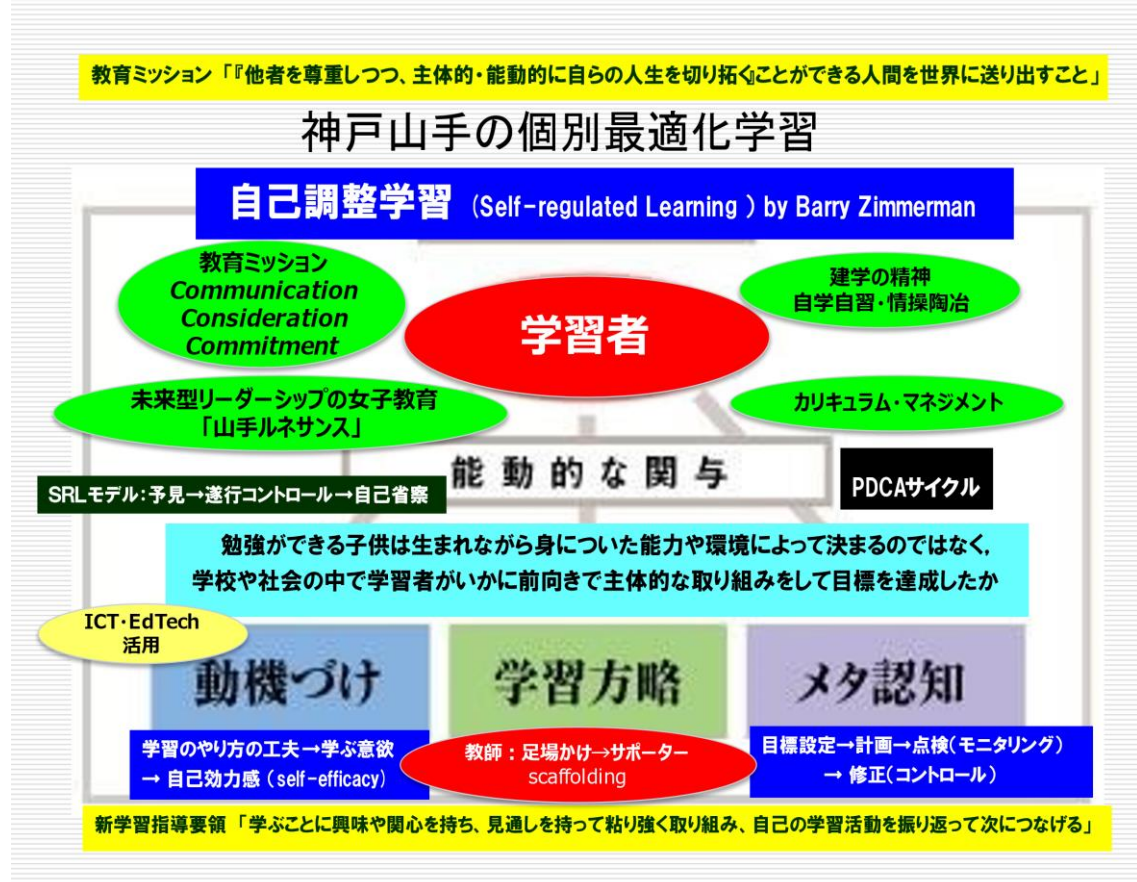 教育ミッション「『他者を尊重しつつ、主体的・能動的に自らの人生を切り拓くことができる人間を世界に送り出すこと」
神戸山手の個別最適化学習
自己調整学習 (Self-regulated Learning ) by Barry Zimmerman
教育ミッション
Communication
Consideration
Commitment
学習者
建学の精神
自学自習・情操陶冶
未来型リーダーシップの女子教育
「山手ルネサンス」
カリキュラム・マネジメント
能動的な関与
SRLモデル：予見→遂行コントロール→自己省察
PDCAサイクル
勉強ができる子供は生まれながら身についた能力や環境によって決まるのではなく,
学校や社会の中で学習者がいかに前向きで主体的な取り組みをして目標を達成したか
ICT・EdTech
活用
動機づけ
学習方略
メタ認知
学習のやり方の工夫→学ぶ意欲
→ 自己効力感 (self-efficacy)
教師：足場かけ→サポーター
scaffolding
目標設定→計画→点検(モニタリング)
→ 修正(コントロール)
新学習指導要領 「学ぶことに興味や関心を持ち、見通しを持って粘り強く取り組み、自己の学習活動を振り返って次につなげる」